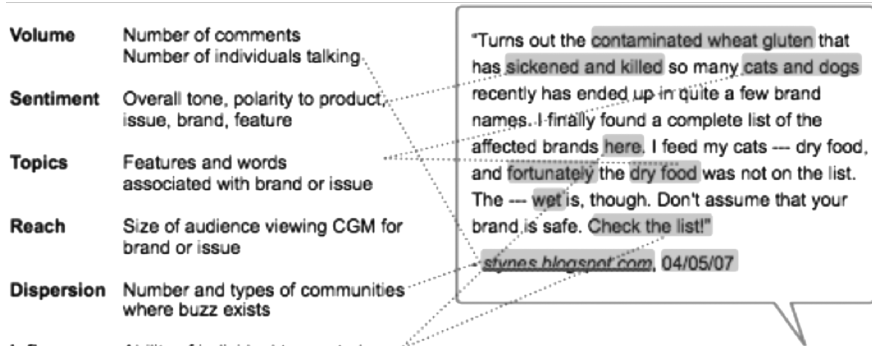 Volume Number of comments
Number of individuals talking
Sentiment Overall tone, polarity to product,
issue, brand, feature
Topics Features and words
associated with brand or issue
Reach Size of audience viewing CGM for
brand or issue
Dispersion Number and types of communities
where buzz exists
"Turns out the contaminated wheat gluten that
has sickened and killed so many cats and dogs
recently has ended up in quite a few brand
names. I finally found a complete list of the
affected brands here. I feed my cats --- dry food,
and fortunately the dry food was not on the list.
The --- wet is, though. Don't assume that your
brand is safe. Check the list!"
stynes.blogspot.com, 04/05/07